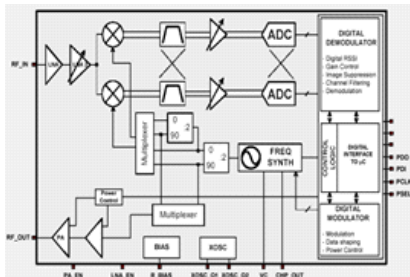 DIGITAL
DEMODULATOR
- Digital RSSI
- Gain Control
- Image Suppression
- Channel Filtering
- Demodulation
ADC
RF_IN
LNA
ADC
Multiplexer
0
90
2
0
90
2
FREQ
SYNTH
CONTROL
LOGIC
DIGITAL
INTERFACE
TO µC
PDO
PDI
PCLK
PSEL
Power
Control
Multiplexer
RF_OUT
PA
DIGITAL
MODULATOR
- Modulation
- Data shaping
- Power Control
BIAS
XOSC
PA_EN
LNA_EN
R_BIAS
XOSC_Q1
XOSC_Q2
VC
CHP_OUT